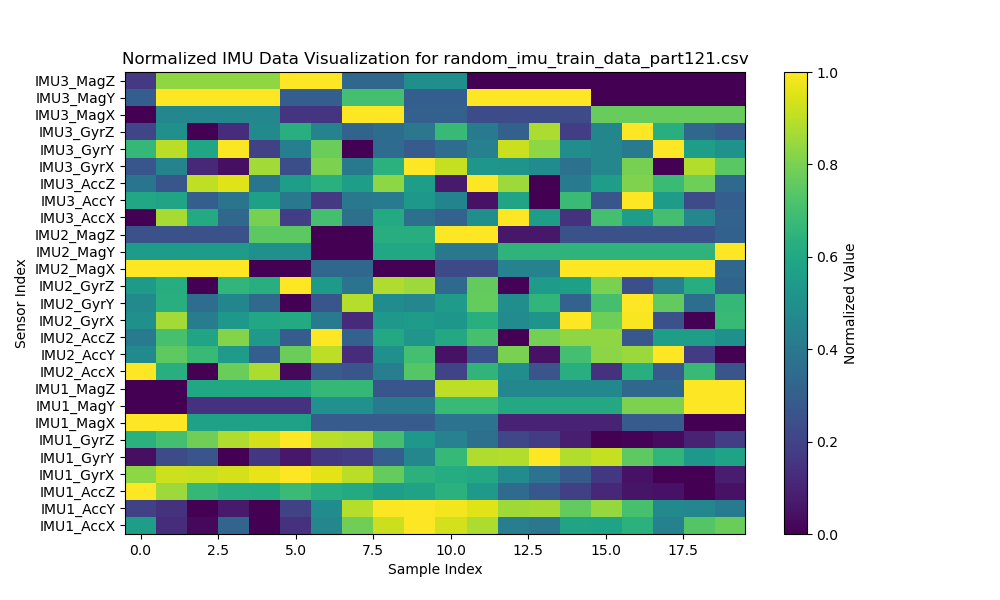 Normalized IMU Data Visualization for random_imu_train_data_part121.csv
IMU3_MagZ
IMU3_MagY
IMU3_MagX
IMU3_GyrZ
IMU3_GyrY
IMU3_GyrX
IMU3_AccZ
IMU3_AccY
IMU3_AccX
IMU2_MagZ
IMU2_MagY
IMU2_MagX
IMU2_GyrZ
IMU2_GyrY
IMU2_GyrX
IMU2_AccZ
IMU2_AccY
IMU2_AccX
IMU1_MagZ
IMU1_MagY
IMU1_MagX
IMU1_GyrZ
IMU1_GyrY
IMU1_GyrX
IMU1_AccZ
IMU1_AccY
IMU1_AccX
Sensor Index
0.0 2.5 5.0 7.5 10.0 12.5 15.0 17.5
Sample Index
1.0
0.8
0.6
0.4
0.2
0.0
Normalized Value